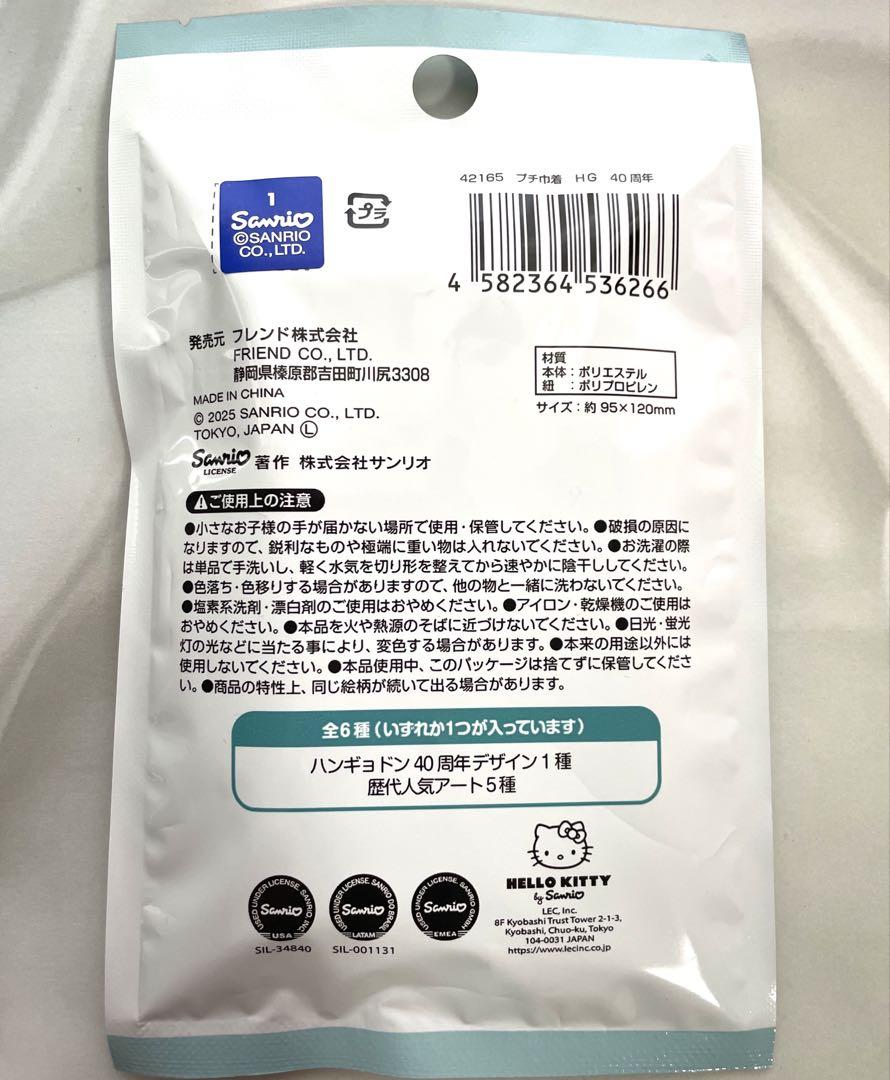 42165 プチ巾着 HG 40周年
1
Sanrio
©SANRIO
CO.,LTD.
プラ
4 582364 536266
発売元 フレンド株式会社
FRIEND CO., LTD.
静岡県榛原郡吉田町川尻3308
MADE IN CHINA
© 2025 SANRIO CO., LTD.
TOKYO, JAPAN Ⓛ
材質
本体：ポリエステル
紐　：ポリプロピレン
サイズ：約 95×120mm
Sanrio
LICENSE
著作 株式会社サンリオ
ご使用上の注意
●小さなお子様の手が届かない場所で使用・保管してください。●破損の原因に
なりますので、鋭利なものや極端に重い物は入れないでください。●お洗濯の際
は単品で手洗いし、軽く水気を切り形を整えてから速やかに陰干ししてください。
●色落ち・色移りする場合がありますので、他の物と一緒に洗わないでください。
●塩素系洗剤・漂白剤のご使用はおやめください。●アイロン・乾燥機のご使用は
おやめください。●本品を火や熱源のそばに近づけないでください。●日光・蛍光
灯の光などに当たる事により、変色する場合があります。●本来の用途以外には
使用しないでください。●本品使用中、このパッケージは捨てずに保管してくださ
い。●商品の特性上、同じ絵柄が続いて出る場合があります。
全6種（いずれか1つが入っています）
ハンギョドン 40周年デザイン1種
歴代人気アート5種
USED UNDER LICENSE. SANRIO, INC.
Sanrio
USA
SIL-34840
USED UNDER LICENSE. SANRIO DO BRASIL
Sanrio
LATAM
SIL-001131
USED UNDER LICENSE. SANRIO GMBH
Sanrio
EMEA
HELLO KITTY
by Sanrio
LEC, Inc.
8F Kyobashi Trust Tower 2-1-3,
Kyobashi, Chuo-ku, Tokyo
104-0031 JAPAN
https://www.lecinc.co.jp